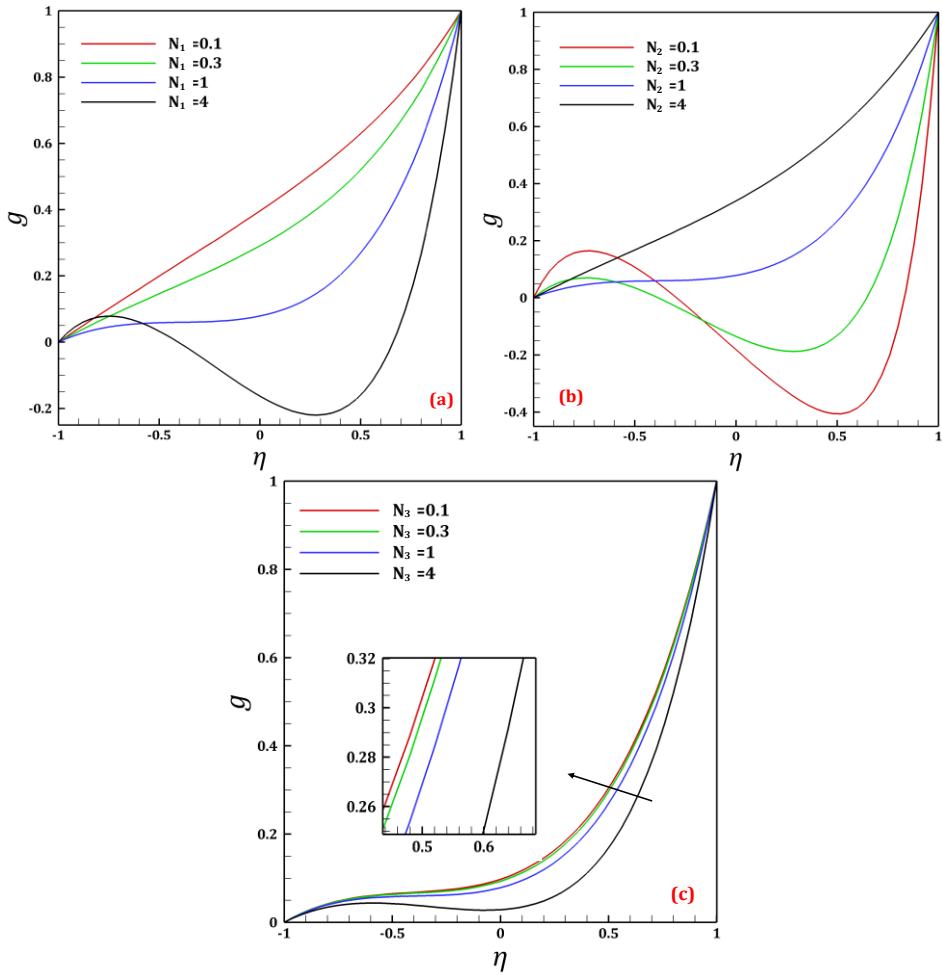 1
0.8
0.6
0.4
0.2
0
-0.2
-1
-0.5
0
0.5
1
g
η
N₁ =0.1
N₁ =0.3
N₁ =1
N₁ =4
(a)
1
0.8
0.6
0.4
0.2
0
-0.2
-0.4
-1
-0.5
0
0.5
1
g
η
N₂ =0.1
N₂ =0.3
N₂ =1
N₂ =4
(b)
1
0.8
0.6
0.4
0.2
0
-1
-0.5
0
0.5
1
g
η
N₃ =0.1
N₃ =0.3
N₃ =1
N₃ =4
0.32
0.3
0.28
0.26
0.5
0.6
(c)